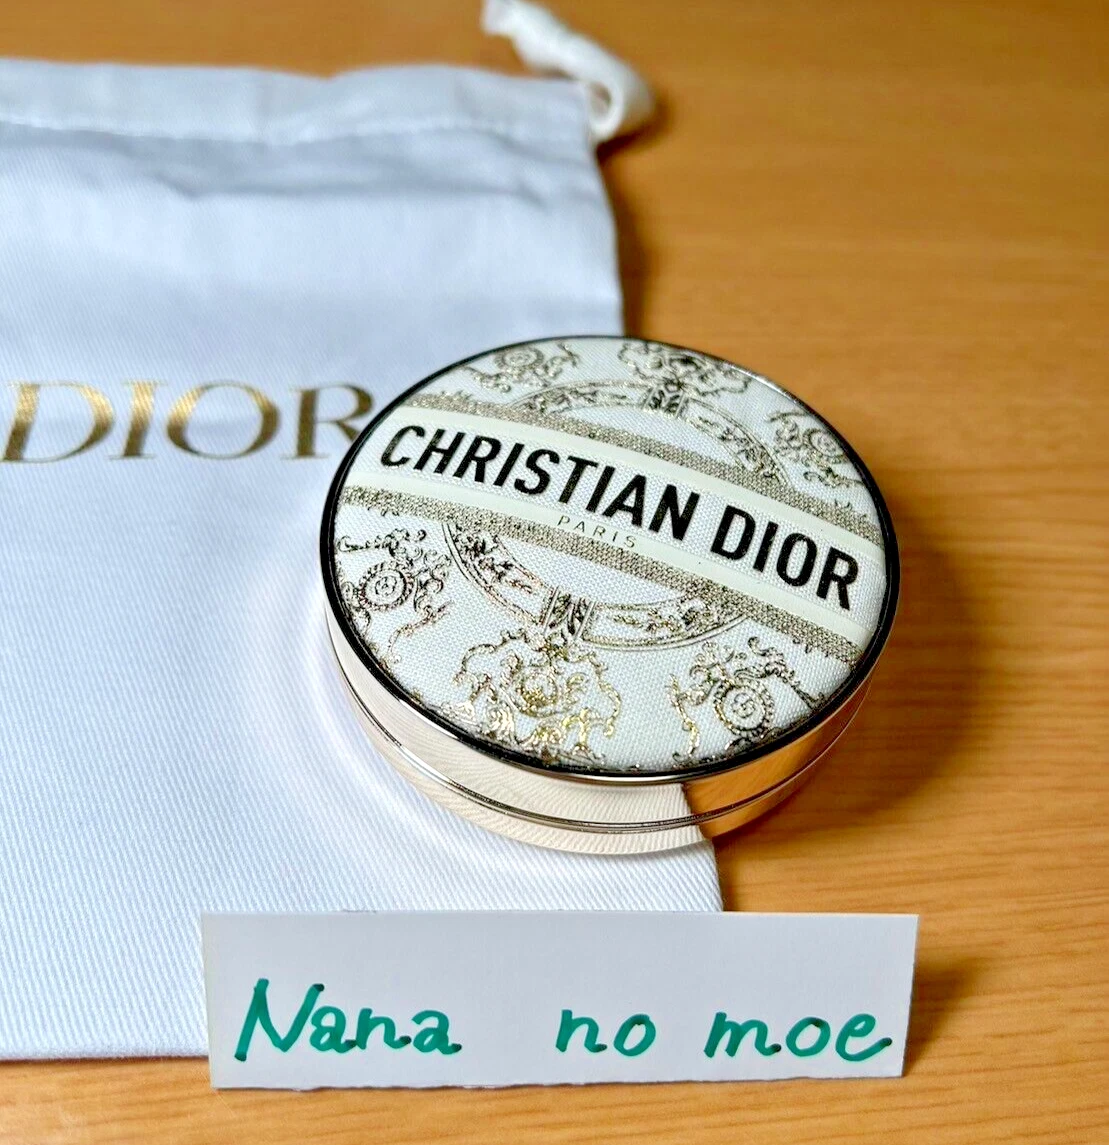 DIOR
CHRISTIAN DIOR
PARIS
Nana no moe